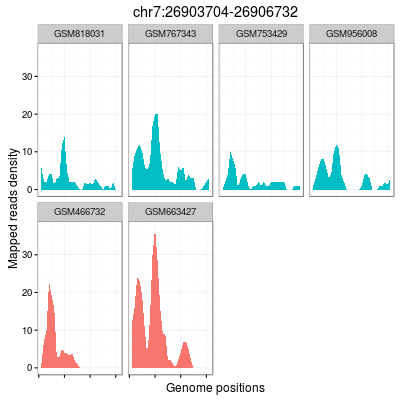 chr7:26903704-26906732
GSM818031 GSM767343 GSM753429 GSM956008
30
20
10
0
Mapped reads density
GSM466732 GSM663427
30
20
10
0
Genome positions